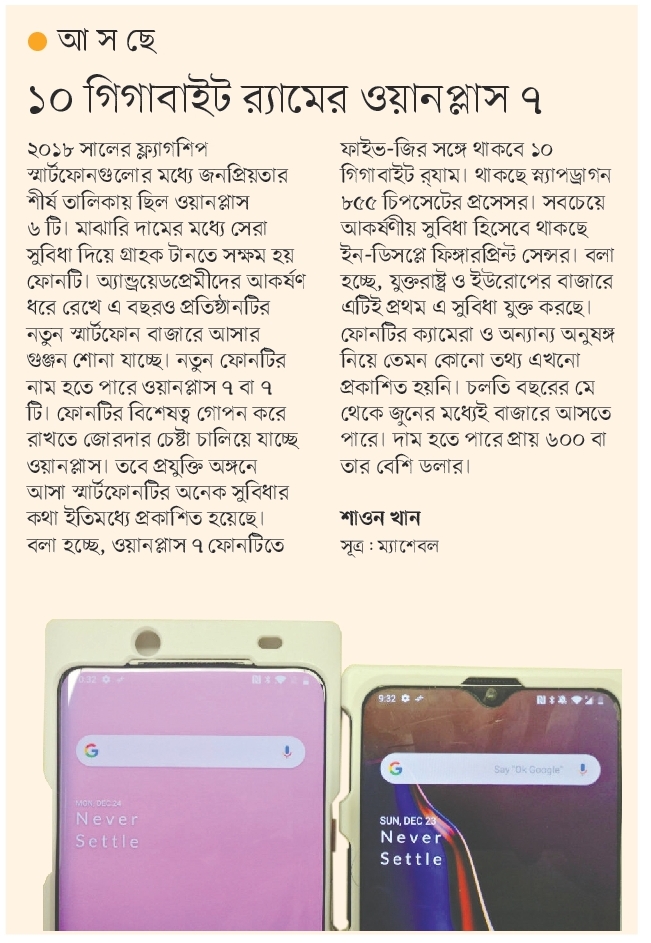 আ স ছে
১০ গিগাবাইট র‍্যামের ওয়ানপ্লাস ৭
২০১৮ সালের ফ্ল্যাগশিপ
স্মার্টফোনগুলোর মধ্যে জনপ্রিয়তার
শীর্ষ তালিকায় ছিল ওয়ানপ্লাস
৬ টি। মাঝারি দামের মধ্যে সেরা
সুবিধা দিয়ে গ্রাহক টানতে সক্ষম হয়
ফোনটি। অ্যান্ড্রয়েডপ্রেমীদের আকর্ষণ
ধরে রেখে এ বছরও প্রতিষ্ঠানটির
নতুন স্মার্টফোন বাজারে আসার
গুঞ্জন শোনা যাচ্ছে। নতুন ফোনটির
নাম হতে পারে ওয়ানপ্লাস ৭ বা ৭
টি। ফোনটির বিশেষত্ব গোপন করে
রাখতে জোরদার চেষ্টা চালিয়ে যাচ্ছে
ওয়ানপ্লাস। তবে প্রযুক্তি অঙ্গনে
আসা স্মার্টফোনটির অনেক সুবিধার
কথা ইতিমধ্যে প্রকাশিত হয়েছে।
বলা হচ্ছে, ওয়ানপ্লাস ৭ ফোনটিতে
ফাইভ-জির সঙ্গে থাকবে ১০
গিগাবাইট র‍্যাম। থাকছে স্ন্যাপড্রাগন
৮৫৫ চিপসেটের প্রসেসর। সবচেয়ে
আকর্ষণীয় সুবিধা হিসেবে থাকছে
ইন-ডিসপ্লে ফিঙ্গারপ্রিন্ট সেন্সর। বলা
হচ্ছে, যুক্তরাষ্ট্র ও ইউরোপের বাজারে
এটিই প্রথম এ সুবিধা যুক্ত করছে।
ফোনটির ক্যামেরা ও অন্যান্য অনুষঙ্গ
নিয়ে তেমন কোনো তথ্য এখনো
প্রকাশিত হয়নি। চলতি বছরের মে
থেকে জুনের মধ্যেই বাজারে আসতে
পারে। দাম হতে পারে প্রায় ৬০০ বা
তার বেশি ডলার।
শাওন খান
সূত্র : ম্যাশেবল
0:32
G
MON, DEC 24
Never
Settle
9:32
G Say "Ok Google"
SUN, DEC 23
Never
Settle